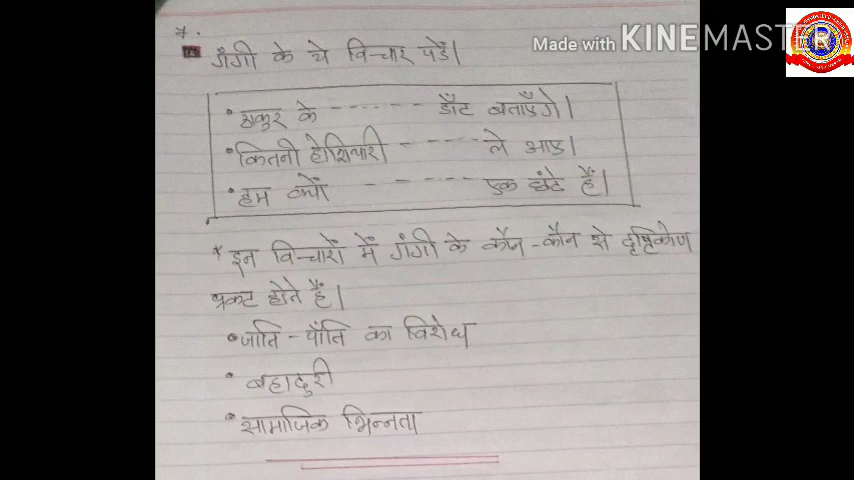 7.
गंगी के ये विचार पढ़ें।
Made with KINEMASTER
• ठाकुर के ------ डाँट बताएँगे।
• कितनी होशियारी ----- ले आए।
• हम क्यों ------ एक छंटे हैं।
* इन विचारों में गंगी के कौन-कौन से दृष्टिकोण
प्रकट होते हैं।
• जाति-पाँति का विरोध
• बहादुरी
• सामाजिक भिन्नता
R